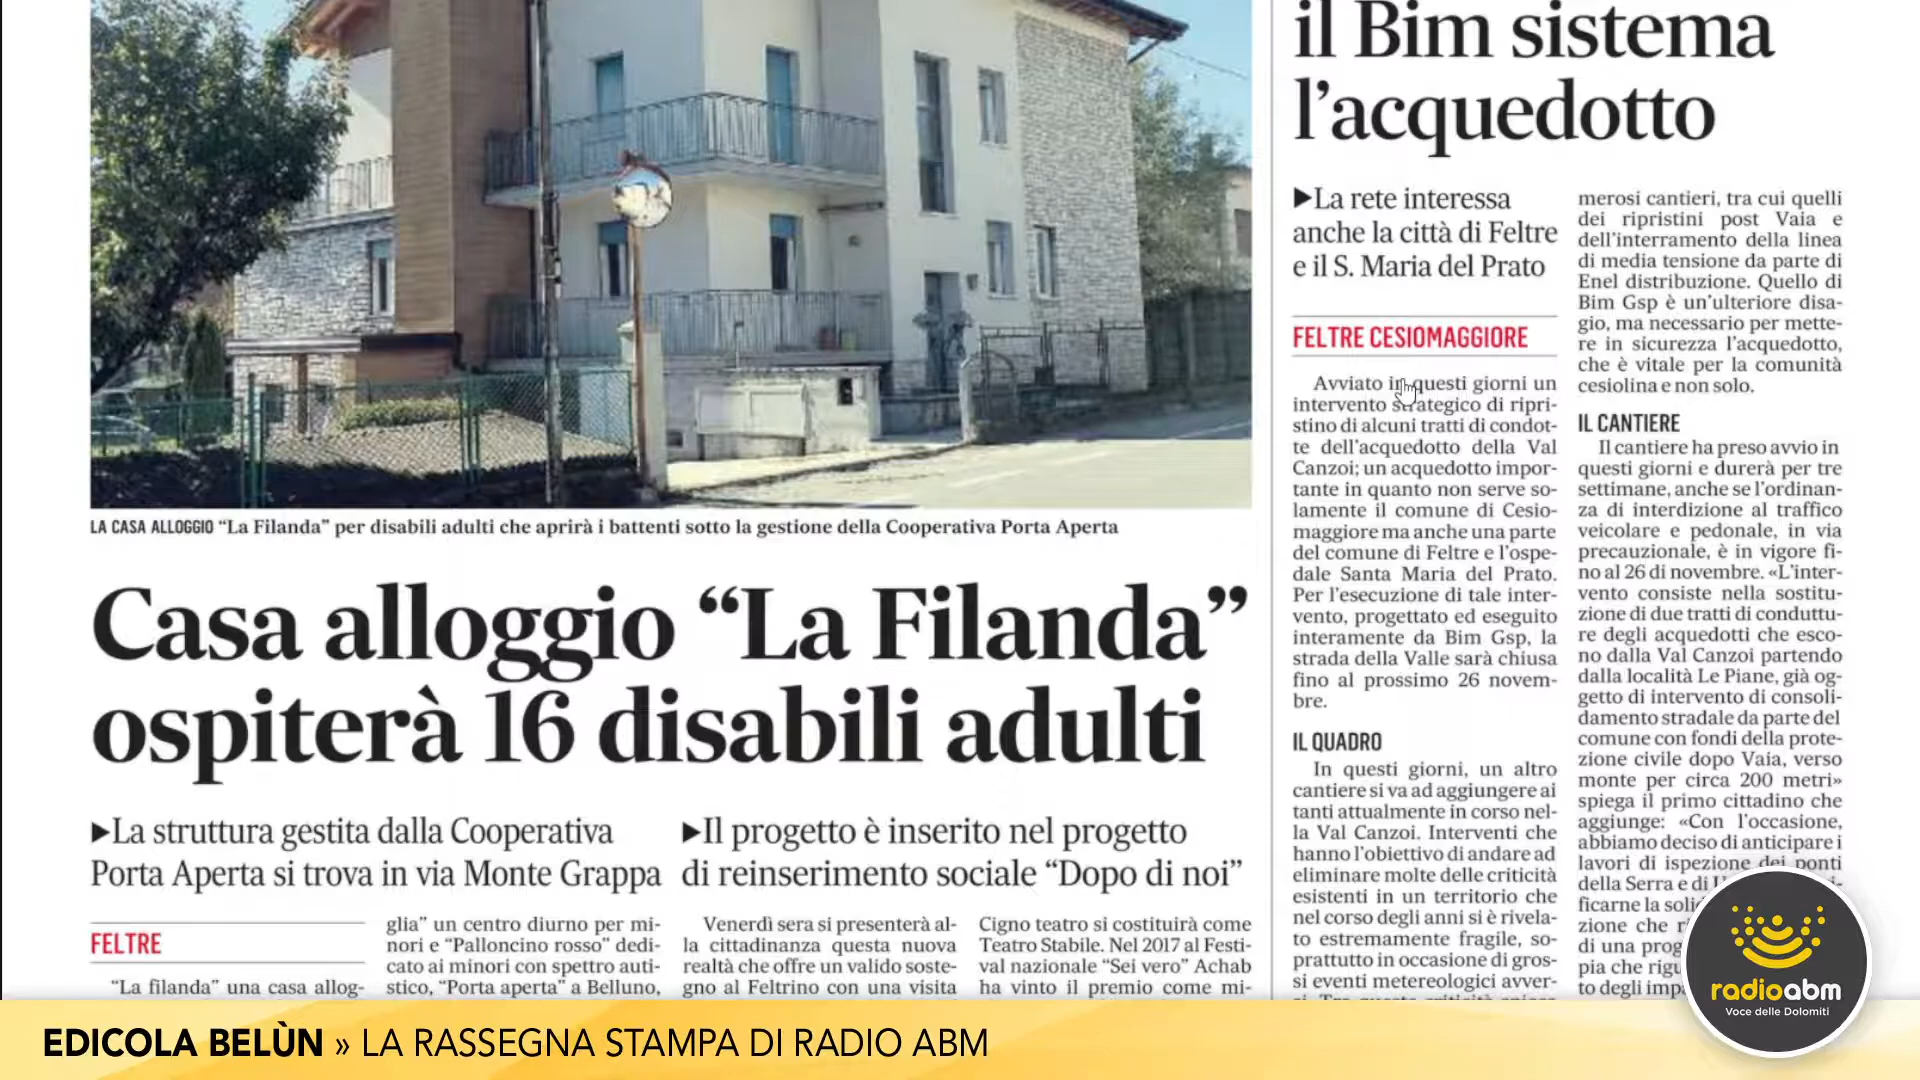 LA CASA ALLOGGIO “La Filanda” per disabili adulti che aprirà i battenti sotto la gestione della Cooperativa Porta Aperta
Casa alloggio “La Filanda”
ospiterà 16 disabili adulti
▶La struttura gestita dalla Cooperativa
Porta Aperta si trova in via Monte Grappa
▶Il progetto è inserito nel progetto
di reinserimento sociale “Dopo di noi”
FELTRE
“La filanda” una casa allog-
glia” un centro diurno per mi-
nori e “Palloncino rosso” dedi-
cato ai minori con spettro auti-
stico, “Porta aperta” a Belluno,
Venerdì sera si presenterà al-
la cittadinanza questa nuova
realtà che offre un valido soste-
gno al Feltrino con una visita
Cigno teatro si costituirà come
Teatro Stabile. Nel 2017 al Festi-
val nazionale “Sei vero” Achab
ha vinto il premio come mi-
il Bim sistema
l’acquedotto
▶La rete interessa
anche la città di Feltre
e il S. Maria del Prato
FELTRE CESIOMAGGIORE
Avviato in questi giorni un
intervento strategico di ripri-
stino di alcuni tratti di condot-
te dell’acquedotto della Val
Canzoi; un acquedotto impor-
tante in quanto non serve so-
lamente il comune di Cesio-
maggiore ma anche una parte
del comune di Feltre e l’ospe-
dale Santa Maria del Prato.
Per l’esecuzione di tale inter-
vento, progettato ed eseguito
interamente da Bim Gsp, la
strada della Valle sarà chiusa
fino al prossimo 26 novem-
bre.
IL QUADRO
In questi giorni, un altro
cantiere si va ad aggiungere ai
tanti attualmente in corso nel-
la Val Canzoi. Interventi che
hanno l’obiettivo di andare ad
eliminare molte delle criticità
esistenti in un territorio che
nel corso degli anni si è rivela-
to estremamente fragile, so-
prattutto in occasione di gros-
si eventi metereologici avver-
merosi cantieri, tra cui quelli
dei ripristini post Vaia e
dell’interramento della linea
di media tensione da parte di
Enel distribuzione. Quello di
Bim Gsp è un’ulteriore disa-
gio, ma necessario per mette-
re in sicurezza l’acquedotto,
che è vitale per la comunità
cesiolina e non solo.
IL CANTIERE
Il cantiere ha preso avvio in
questi giorni e durerà per tre
settimane, anche se l’ordinan-
za di interdizione al traffico
veicolare e pedonale, in via
precauzionale, è in vigore fi-
no al 26 di novembre. «L’inter-
vento consiste nella sostitu-
zione di due tratti di conduttu-
re degli acquedotti che esco-
no dalla Val Canzoi partendo
dalla località Le Piane, già og-
getto di intervento di consoli-
damento stradale da parte del
comune con fondi della prote-
zione civile dopo Vaia, verso
monte per circa 200 metri»
spiega il primo cittadino che
aggiunge: «Con l’occasione,
abbiamo deciso di anticipare i
lavori di ispezione dei ponti
della Serra e di
ficarne la
zione che
di una
pia che
to degli
radioabm
Voce delle Dolomiti
EDICOLA BELÙN » LA RASSEGNA STAMPA DI RADIO ABM